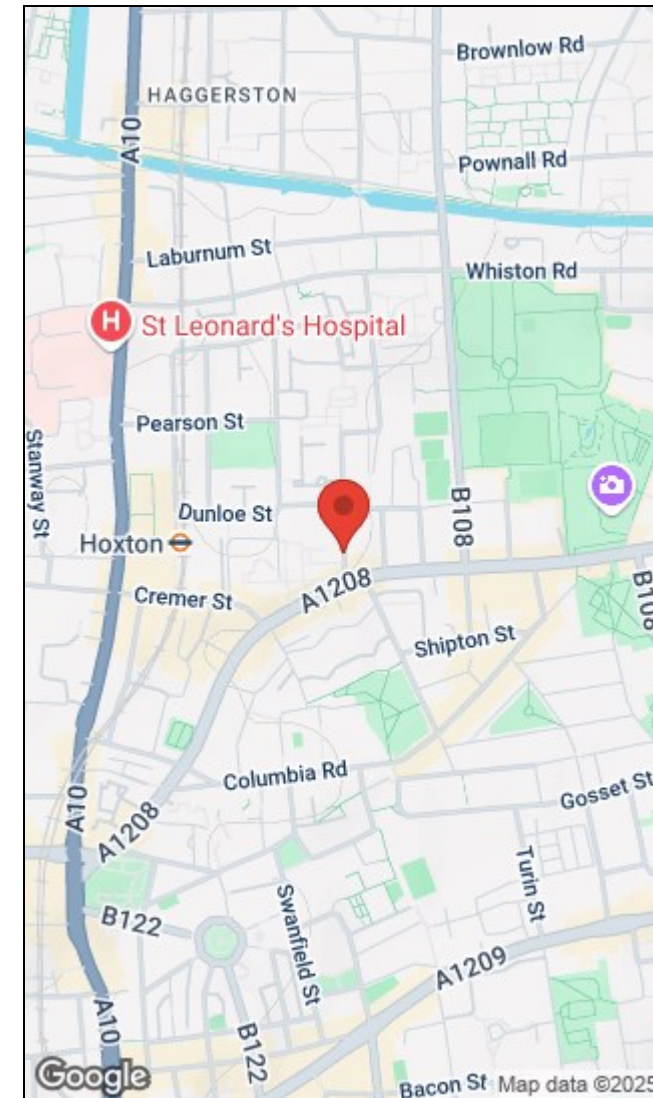 Brownlow Rd
HAGGERSTON
A10
Pownall Rd
Laburnum St
Whiston Rd
H
St Leonard's Hospital
Pearson St
Stanway St
Dunloe St
B108
Hoxton
A1208
B108
Cremer St
Shipton St
Columbia Rd
Gosset St
A10
A1208
Turin St
Swanfield St
B122
A1209
A10
B122
Google
Bacon St
Map data ©2025